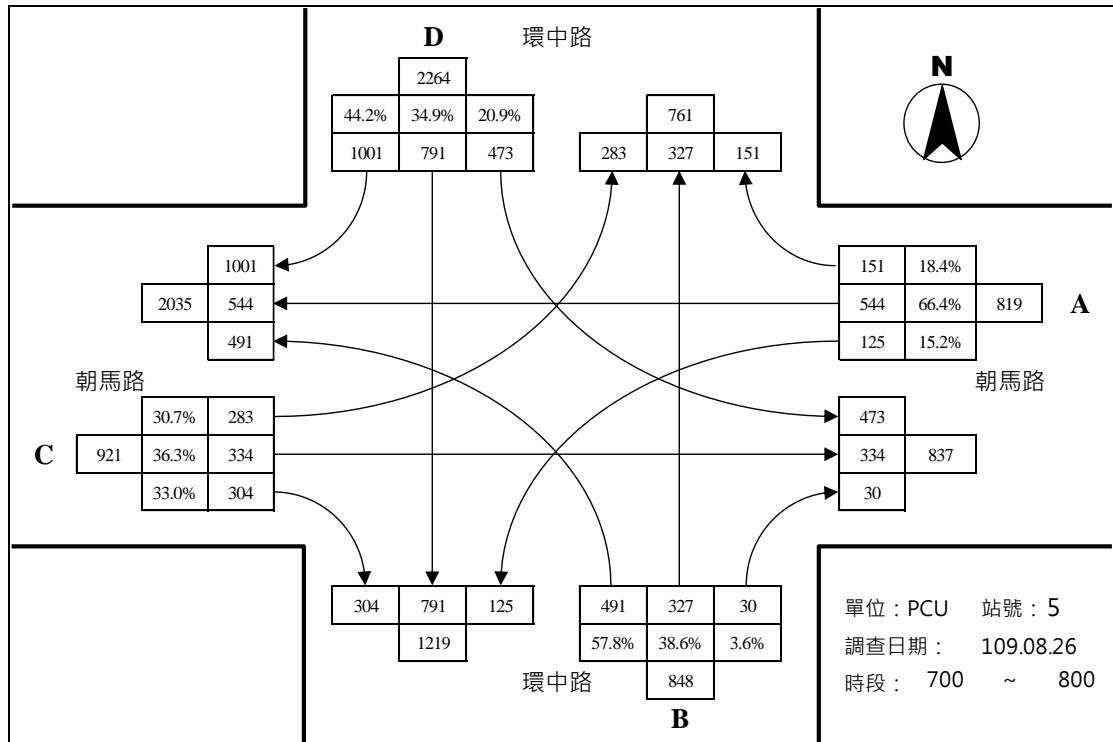 D 環中路
N
2264
44.2% 34.9% 20.9%
1001 791 473
761
283 327 151
1001
2035 544
491
朝馬路
151 18.4%
544 66.4% 819
125 15.2%
A
朝馬路
30.7% 283
C 921 36.3% 334
33.0% 304
473
334 837
30
304 791 125
1219
環中路
491 327 30
57.8% 38.6% 3.6%
848
B
單位：PCU 站號：5
調查日期： 109.08.26
時段： 700 ~ 800